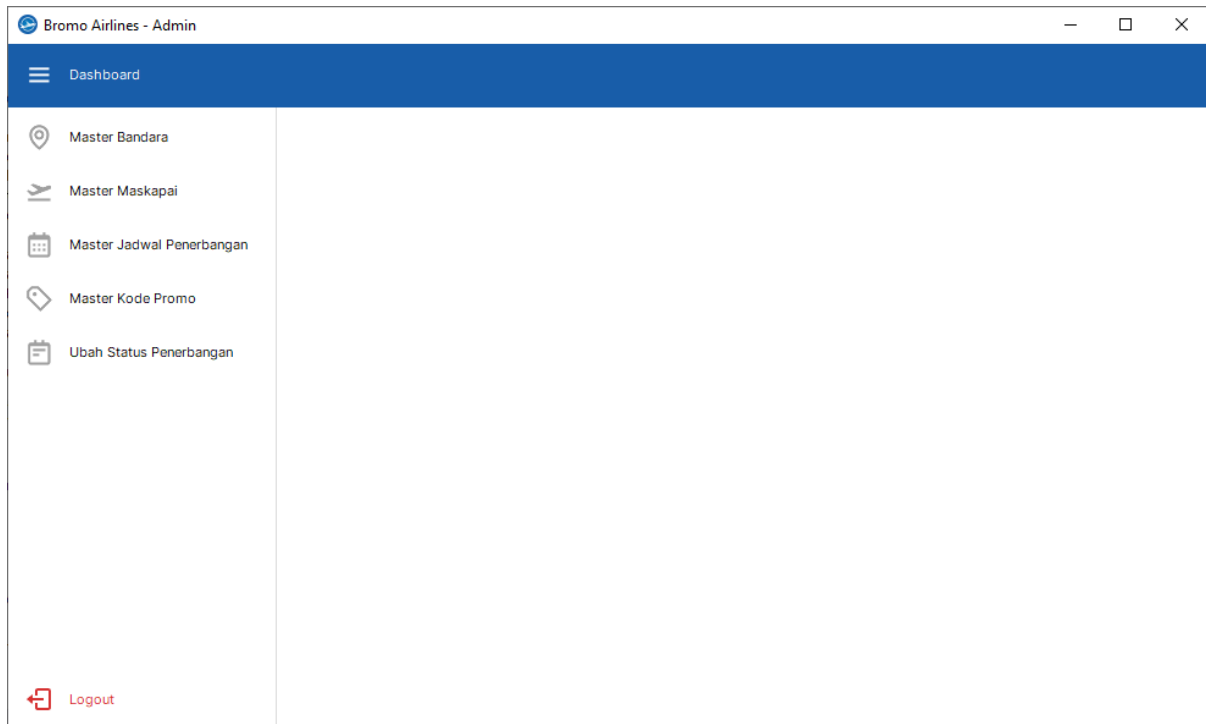 Bromo Airlines - Admin
Dashboard
Master Bandara
Master Maskapai
Master Jadwal Penerbangan
Master Kode Promo
Ubah Status Penerbangan
Logout